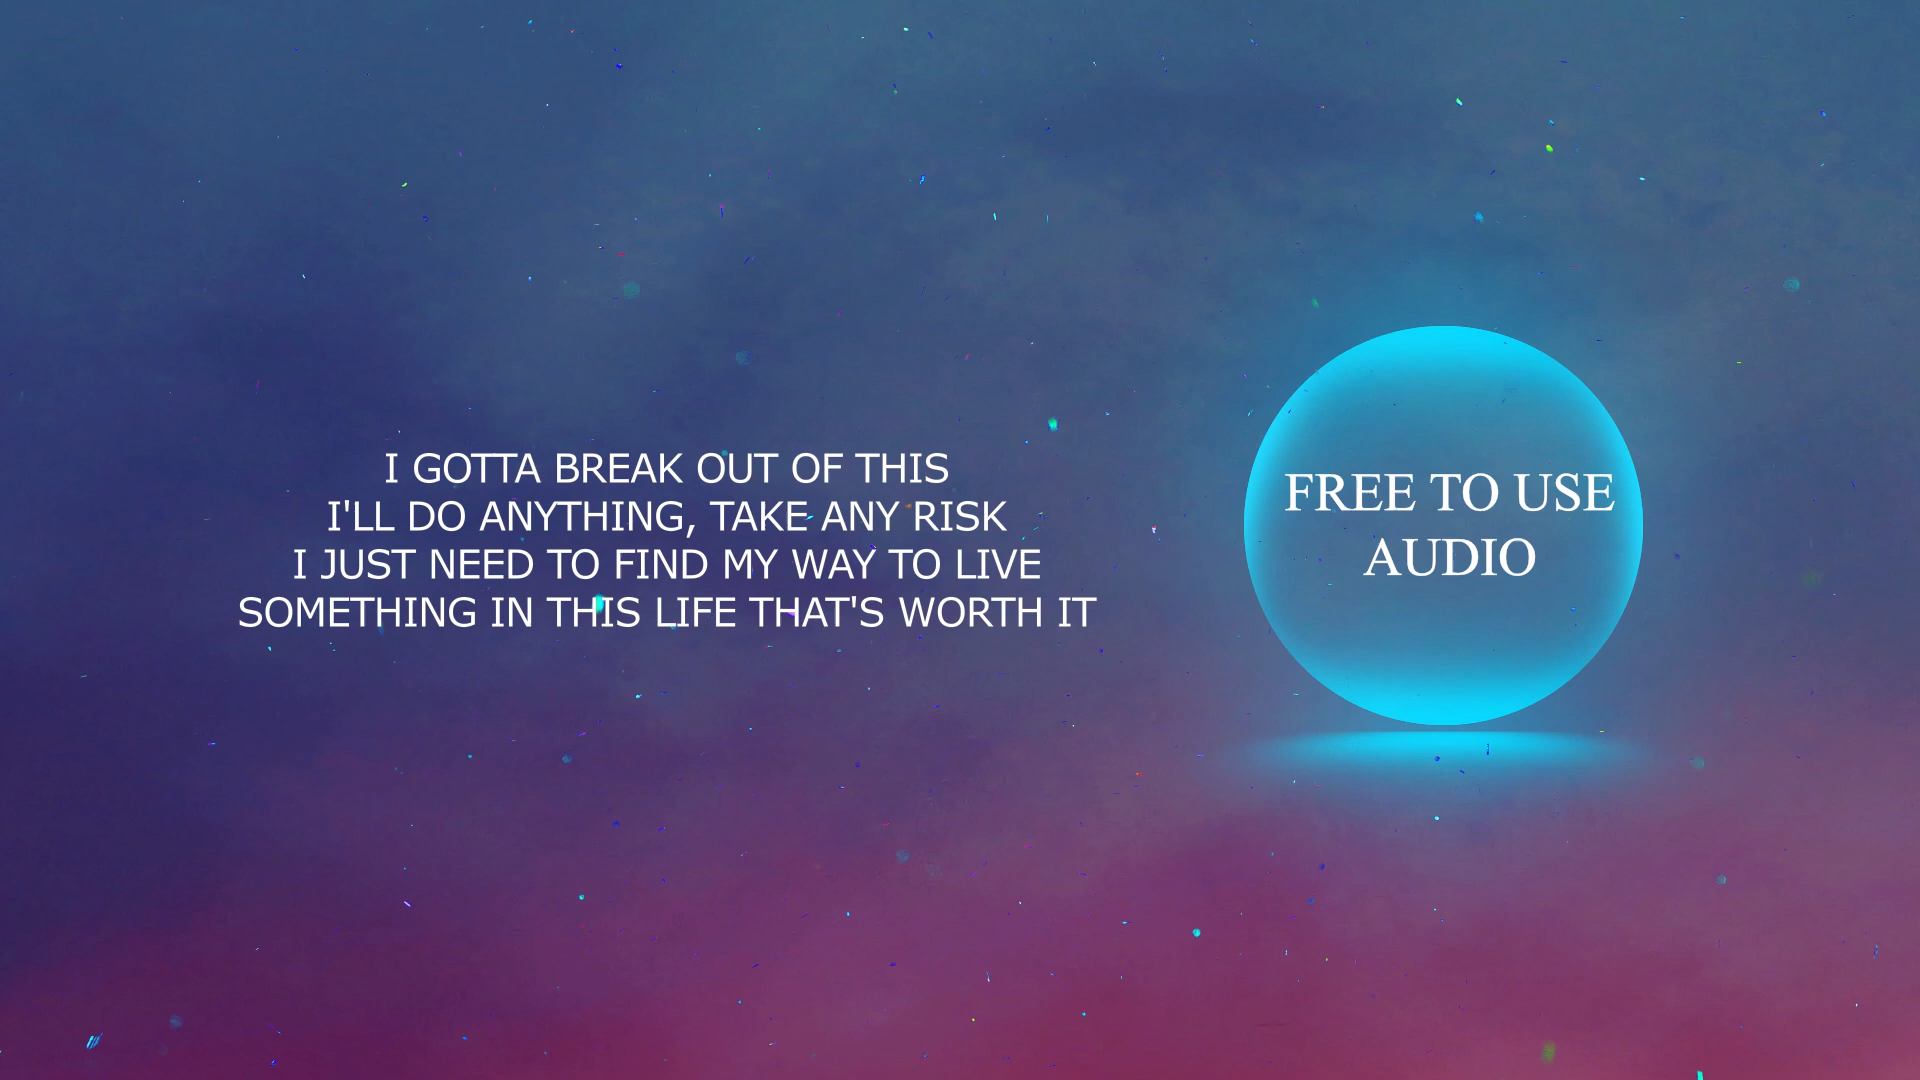 I GOTTA BREAK OUT OF THIS
I'LL DO ANYTHING, TAKE ANY RISK
I JUST NEED TO FIND MY WAY TO LIVE
SOMETHING IN THIS LIFE THAT'S WORTH IT
FREE TO USE
AUDIO